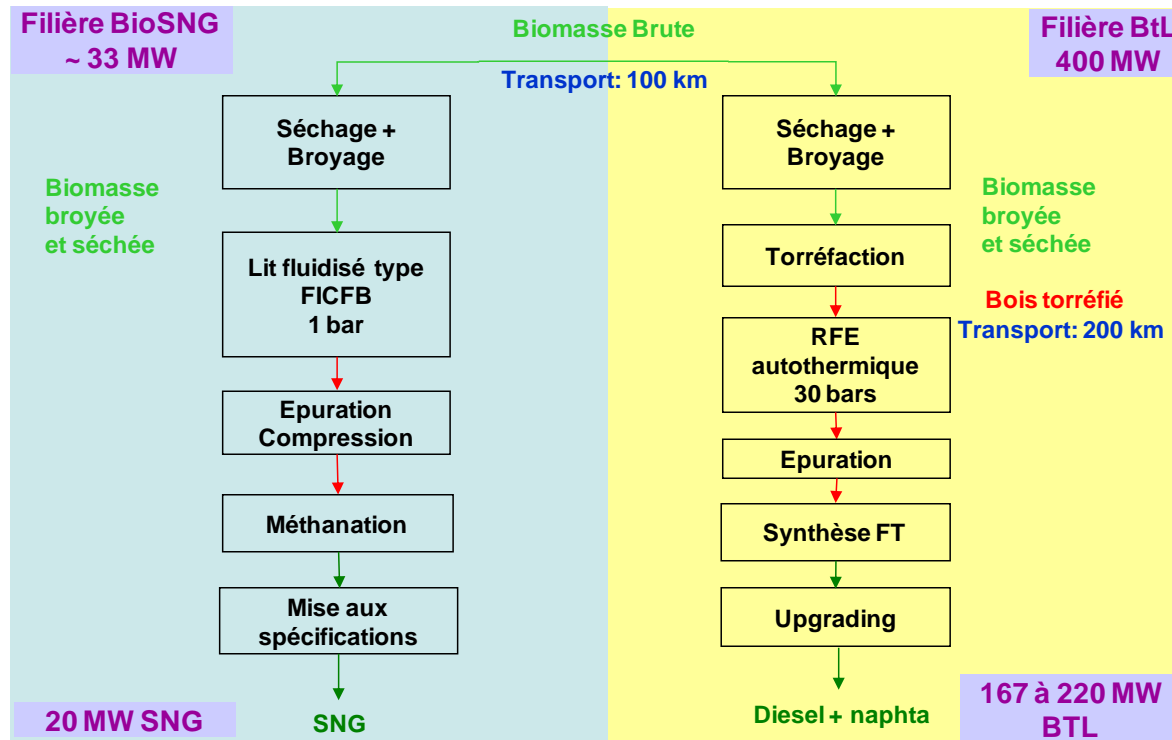 Filière BioSNG
~ 33 MW
Biomasse Brute
Filière BtL
400 MW
Transport: 100 km
Séchage +
Broyage
Séchage +
Broyage
Biomasse
broyée
et séchée
Biomasse
broyée
et séchée
Lit fluidisé type
FICFB
1 bar
Torréfaction
Bois torréfié
Transport: 200 km
RFE
autothermique
30 bars
Epuration
Compression
Epuration
Méthanation
Synthèse FT
Mise aux
spécifications
Upgrading
20 MW SNG
SNG
Diesel + naphta
167 à 220 MW
BTL